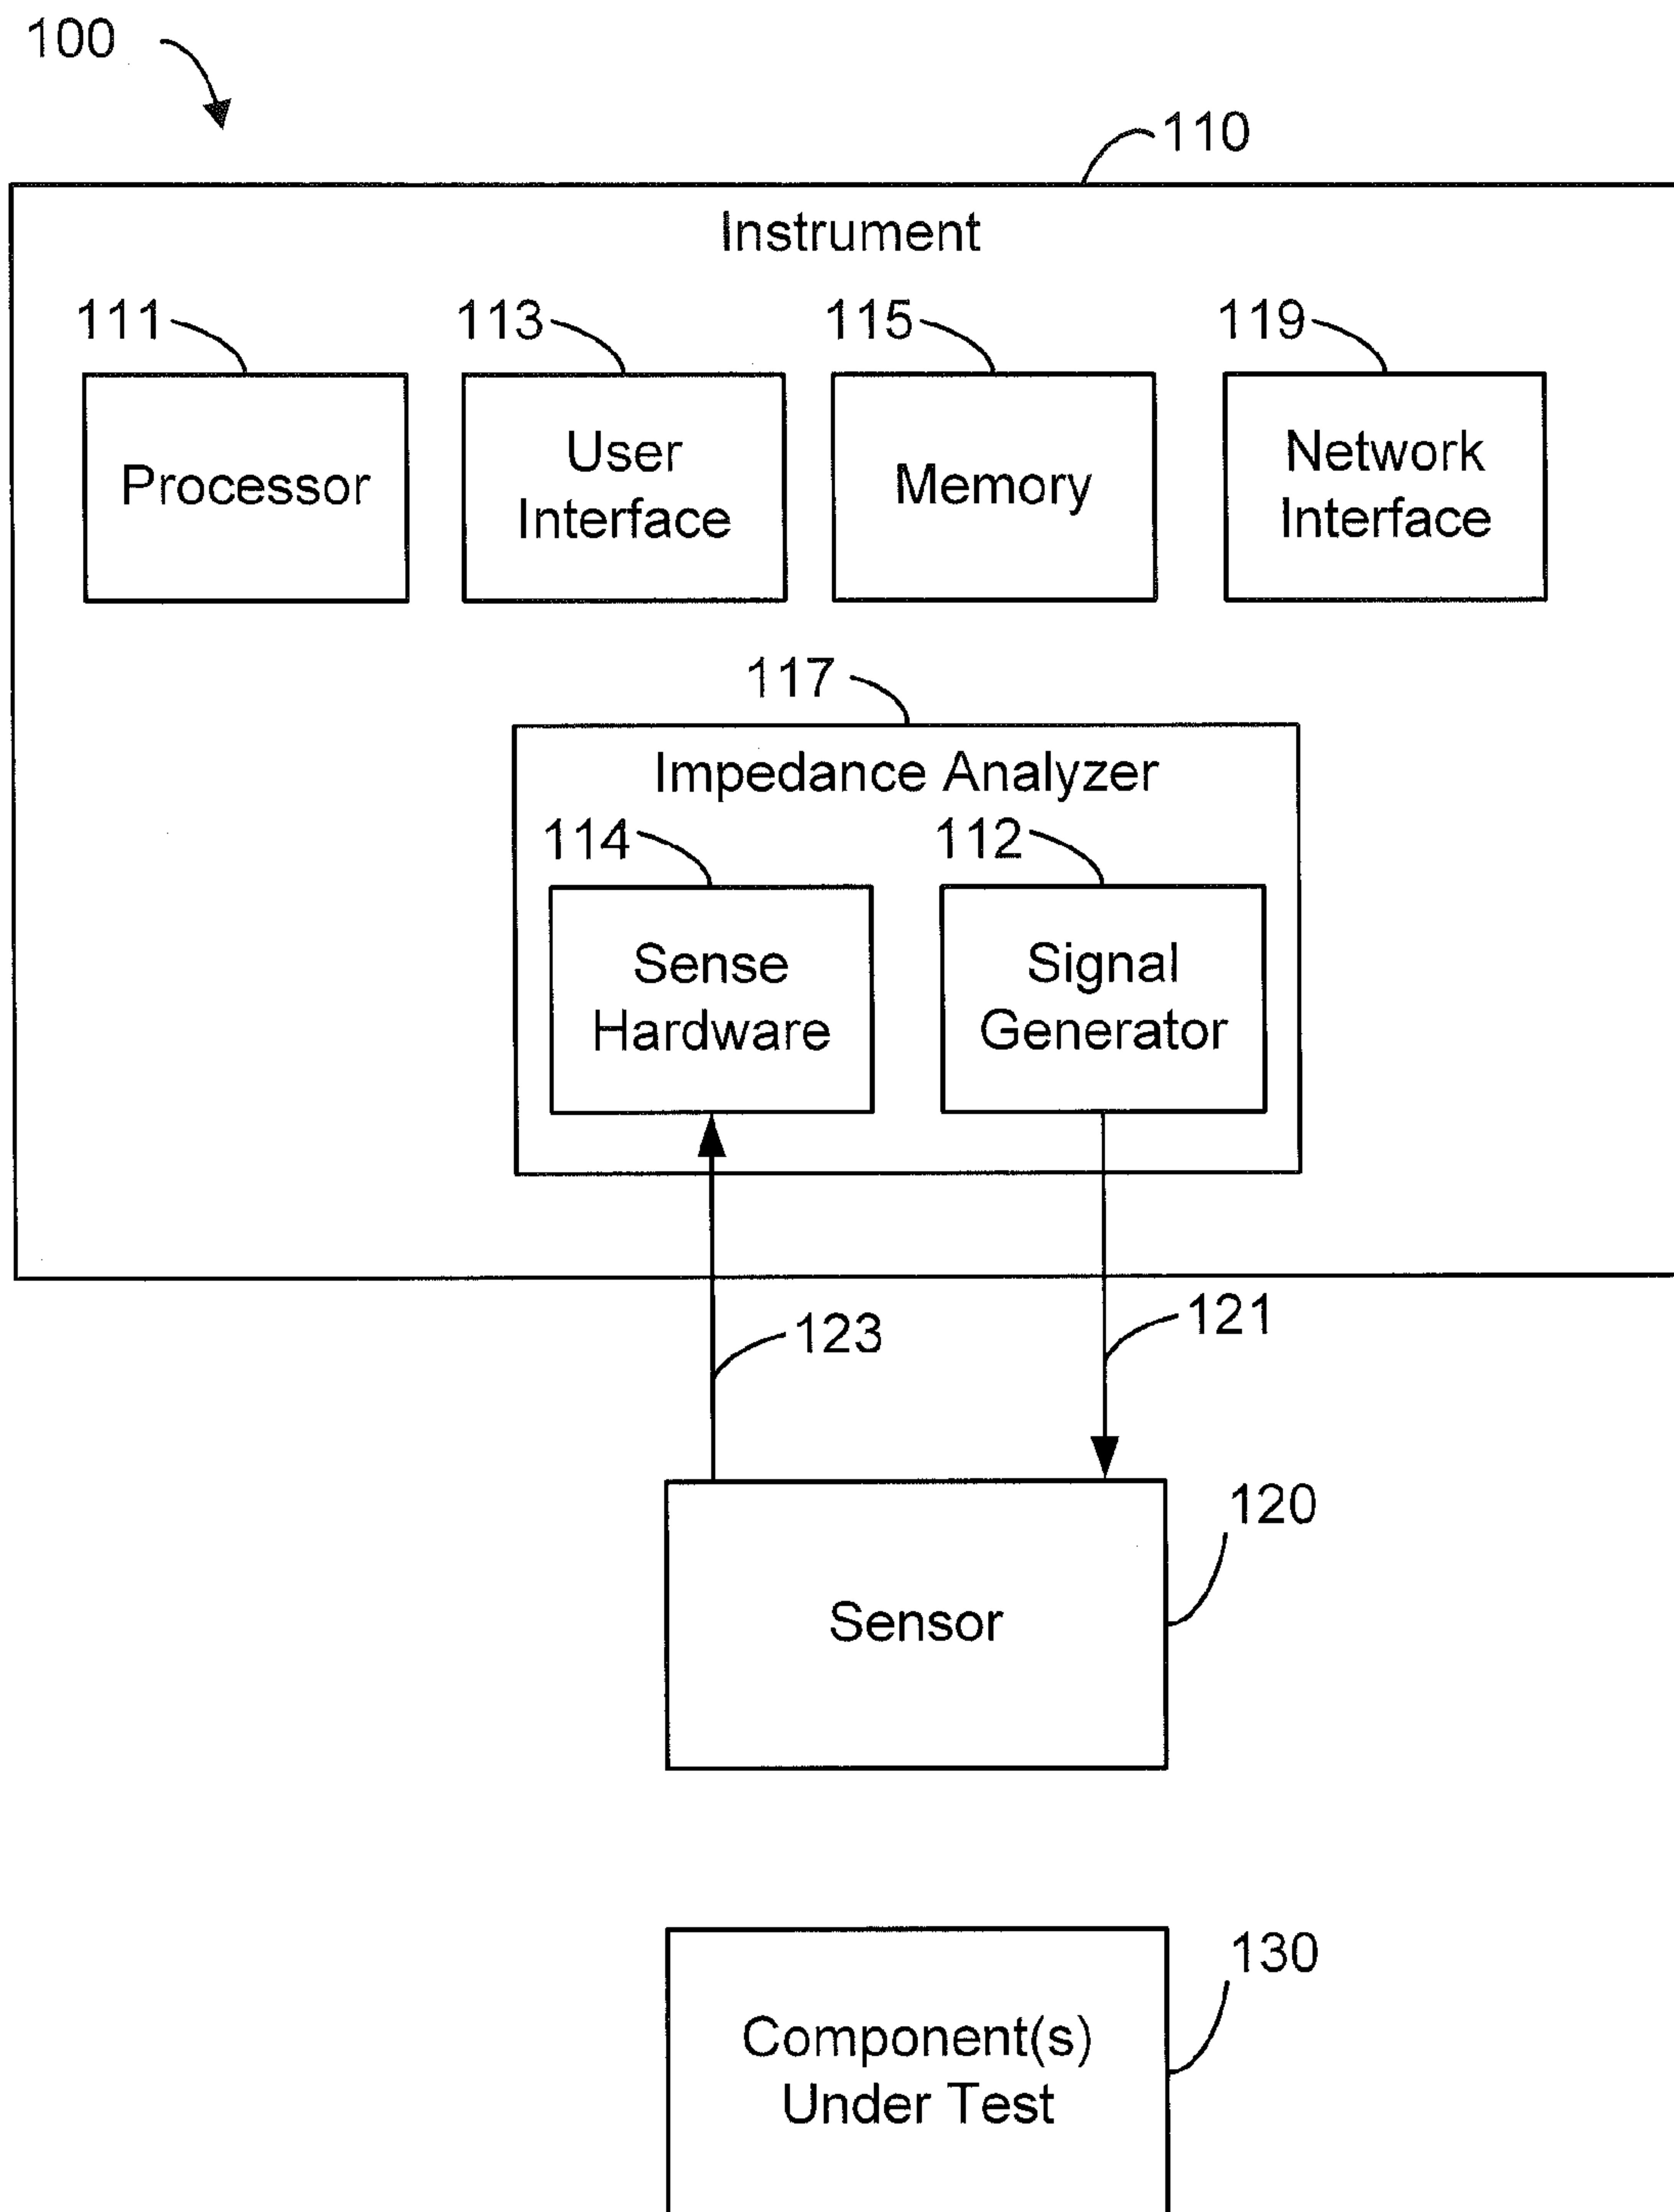 100
110
Instrument
111
113
115
119
Processor
User
Interface
Memory
Network
Interface
117
Impedance Analyzer
114
112
Sense
Hardware
Signal
Generator
123
121
120
Sensor
130
Component(s)
Under Test